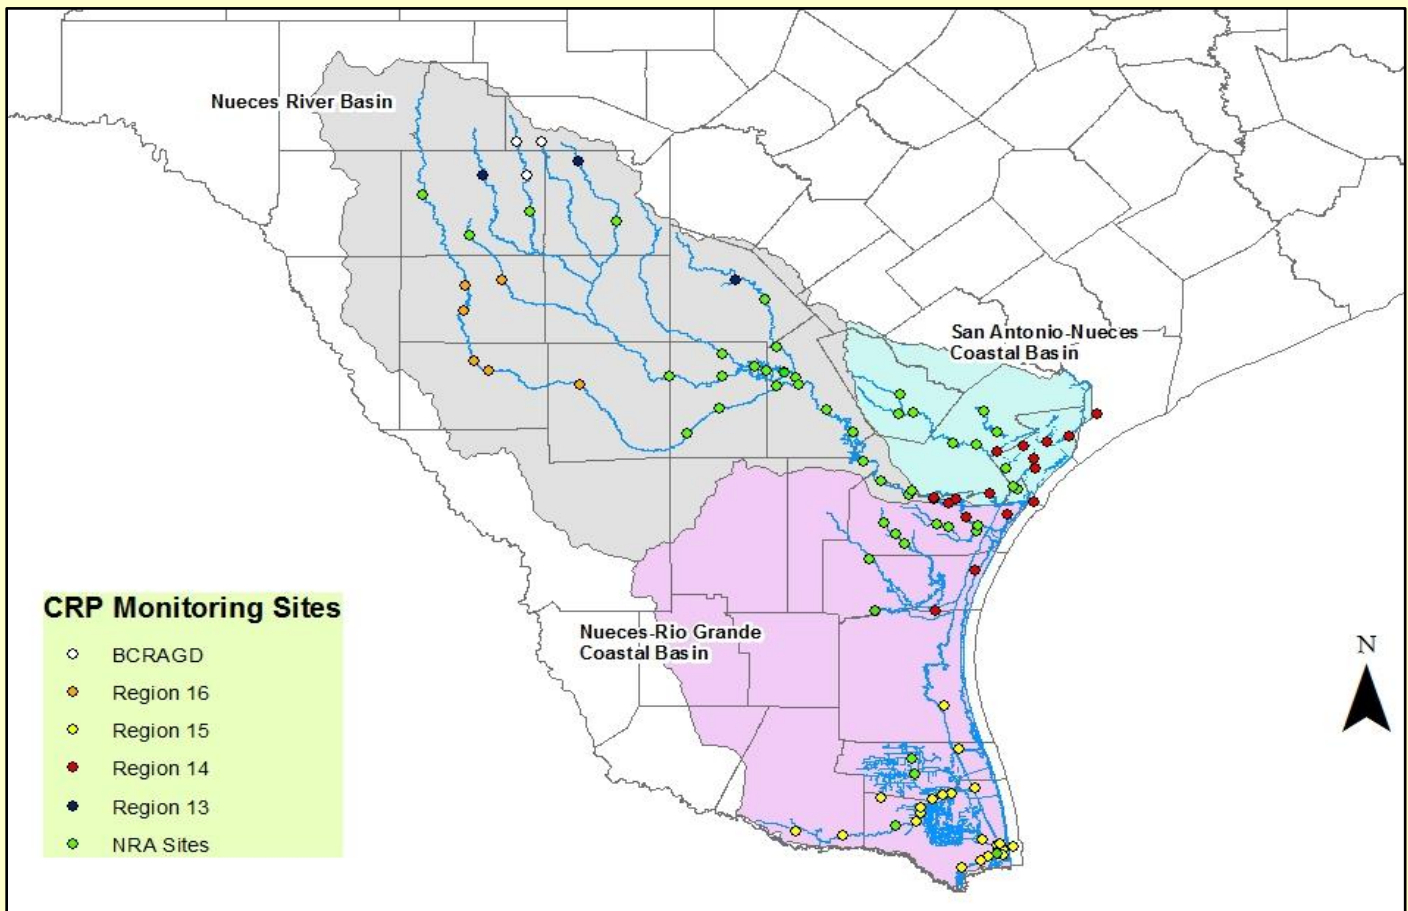 Nueces River Basin
San Antonio-Nueces
Coastal Basin
Nueces-Rio Grande
Coastal Basin
CRP Monitoring Sites
BCRAGD
Region 16
Region 15
Region 14
Region 13
NRA Sites
N